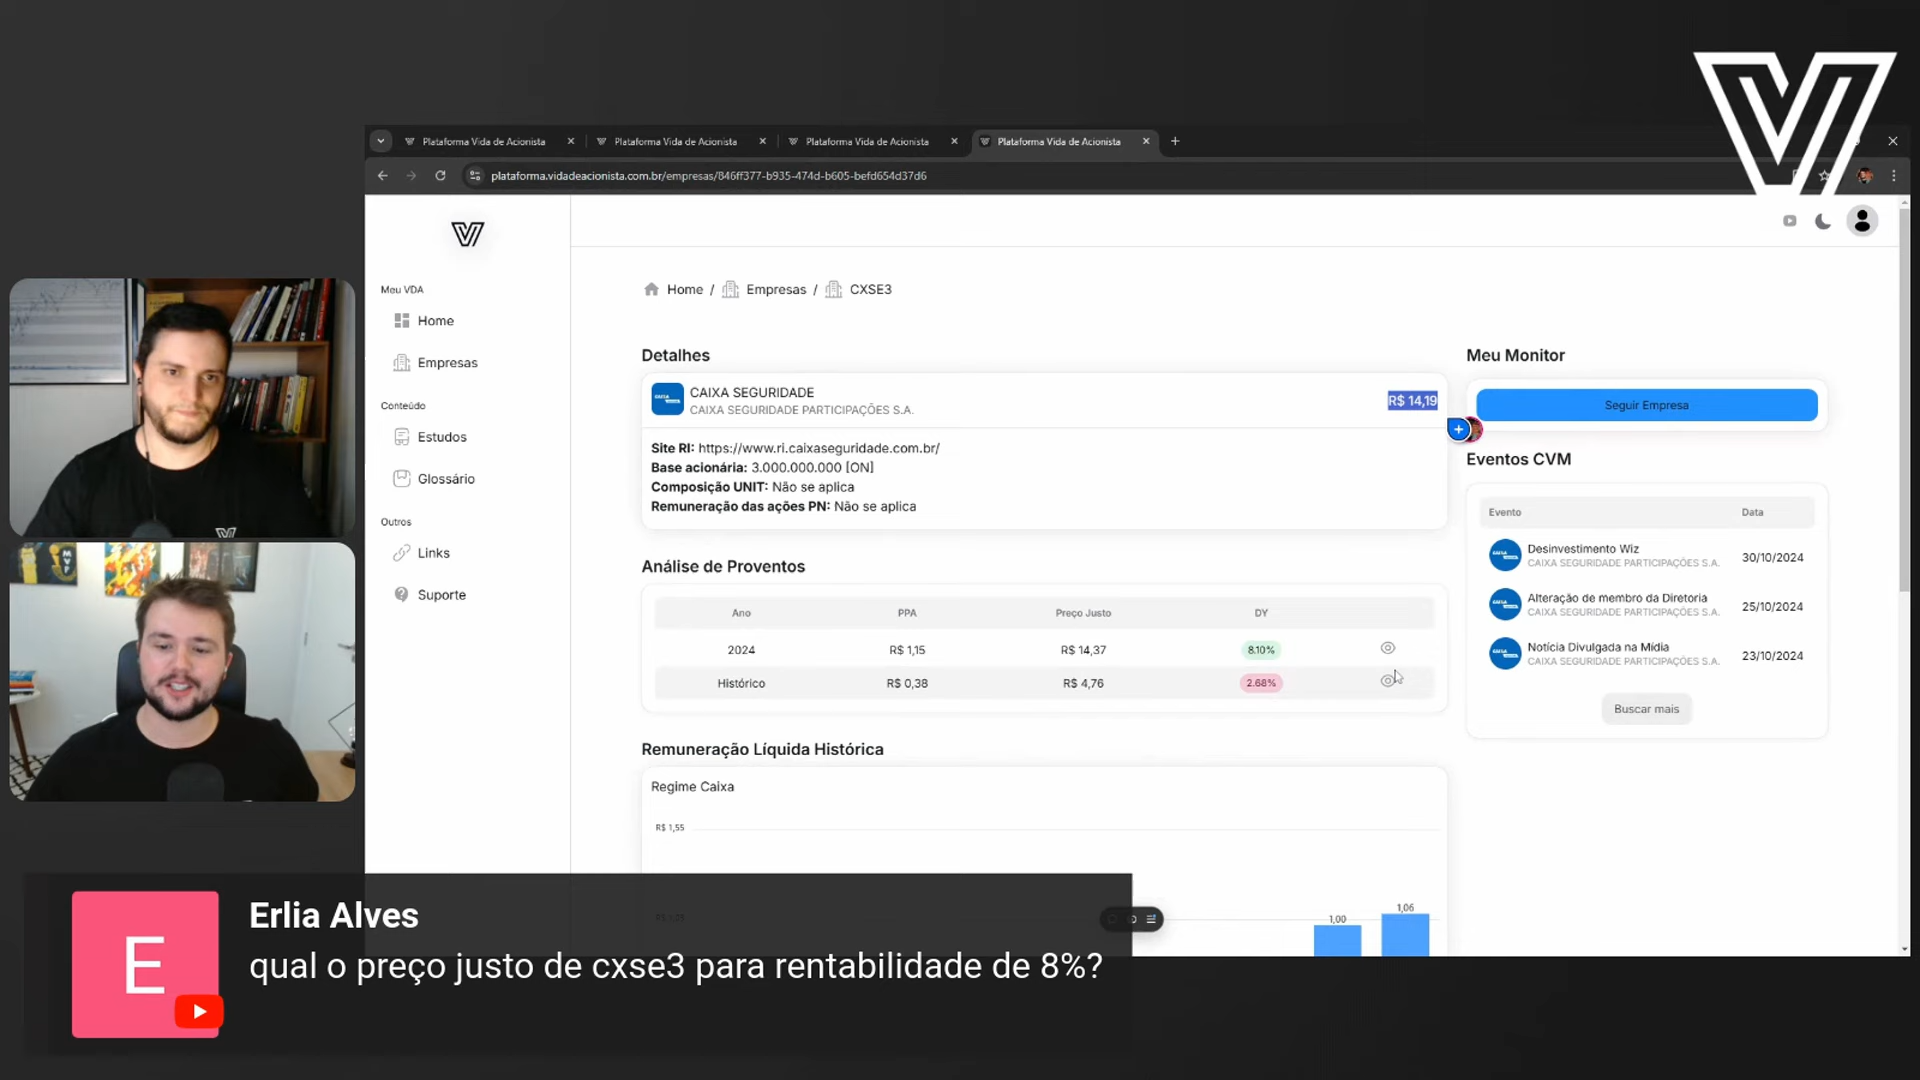 Plataforma Vida de Acionista
Plataforma Vida de Acionista
Plataforma Vida de Acionista
Plataforma Vida de Acionista
plataforma.vidadeacionista.com.br/empresas/846ff377-b935-474d-b605-befd654d37d6
Meu VDA
Home
Empresas
Conteúdo
Estudos
Glossário
Outros
Links
Suporte
Home / Empresas / CXSE3
Detalhes
CAIXA SEGURIDADE
CAIXA SEGURIDADE PARTICIPAÇÕES S.A.
R$ 14,19
Site RI: https://www.ri.caixaseguridade.com.br/
Base acionária: 3.000.000.000 [ON]
Composição UNIT: Não se aplica
Remuneração das ações PN: Não se aplica
Análise de Proventos
Ano PPA Preço Justo DY
2024 R$ 1,15 R$ 14,37 8.10%
Histórico R$ 0,38 R$ 4,76 2.68%
Remuneração Líquida Histórica
Regime Caixa
R$ 1,55
1,00
1,06
Meu Monitor
Seguir Empresa
Eventos CVM
Evento Data
Desinvestimento Wiz
CAIXA SEGURIDADE PARTICIPAÇÕES S.A.
30/10/2024
Alteração de membro da Diretoria
CAIXA SEGURIDADE PARTICIPAÇÕES S.A.
25/10/2024
Notícia Divulgada na Mídia
CAIXA SEGURIDADE PARTICIPAÇÕES S.A.
23/10/2024
Buscar mais
E
Erlia Alves
qual o preço justo de cxse3 para rentabilidade de 8%?